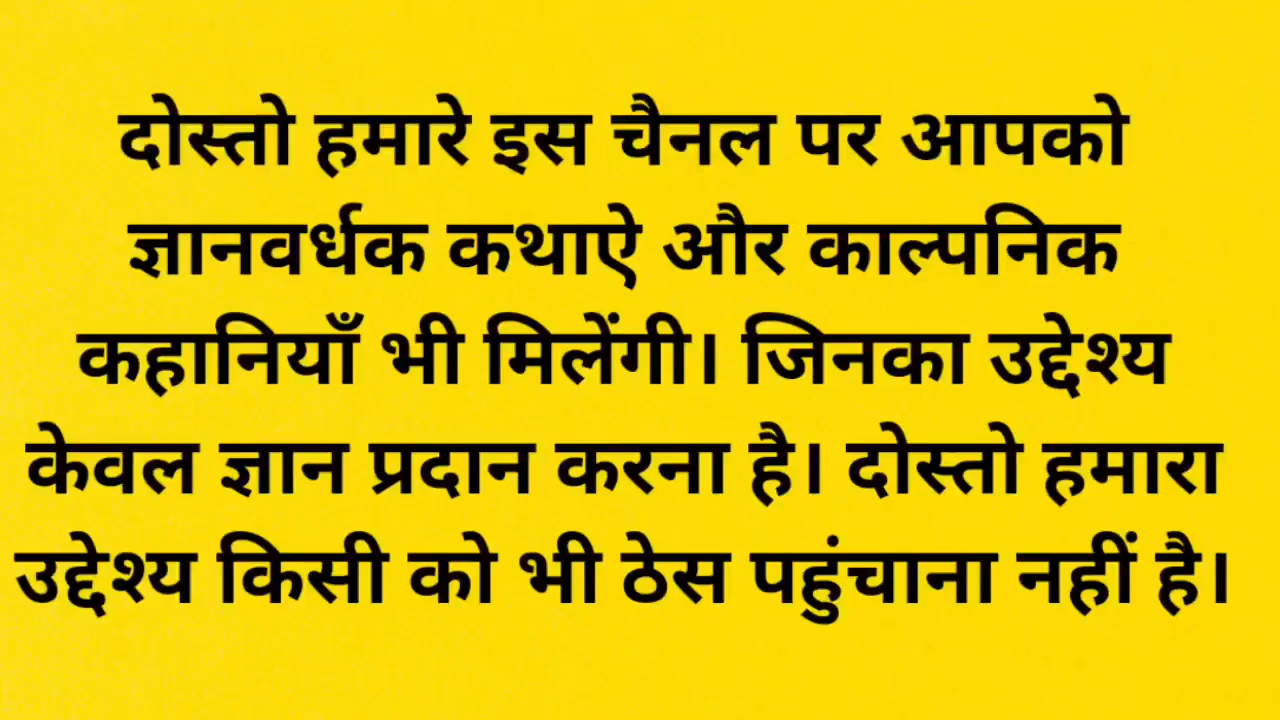 दोस्तो हमारे इस चैनल पर आपको
ज्ञानवर्धक कथाऐ और काल्पनिक
कहानियाँ भी मिलेंगी। जिनका उद्देश्य
केवल ज्ञान प्रदान करना है। दोस्तो हमारा
उद्देश्य किसी को भी ठेस पहुंचाना नहीं है।